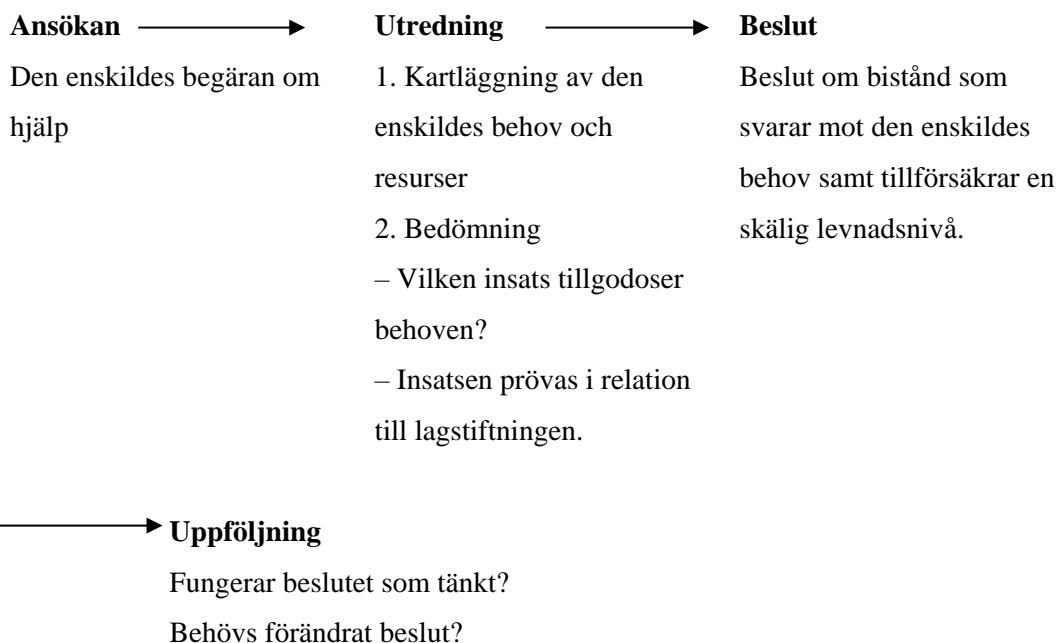 Ansökan
Den enskildes begäran om
hjälp
Utredning
1. Kartläggning av den
enskildes behov och
resurser
2. Bedömning
– Vilken insats tillgodoser
behoven?
– Insatsen prövas i relation
till lagstiftningen.
Beslut
Beslut om bistånd som
svarar mot den enskildes
behov samt tillförsäkrar en
skälig levnadsnivå.
Uppföljning
Fungerar beslutet som tänkt?
Behövs förändrat beslut?